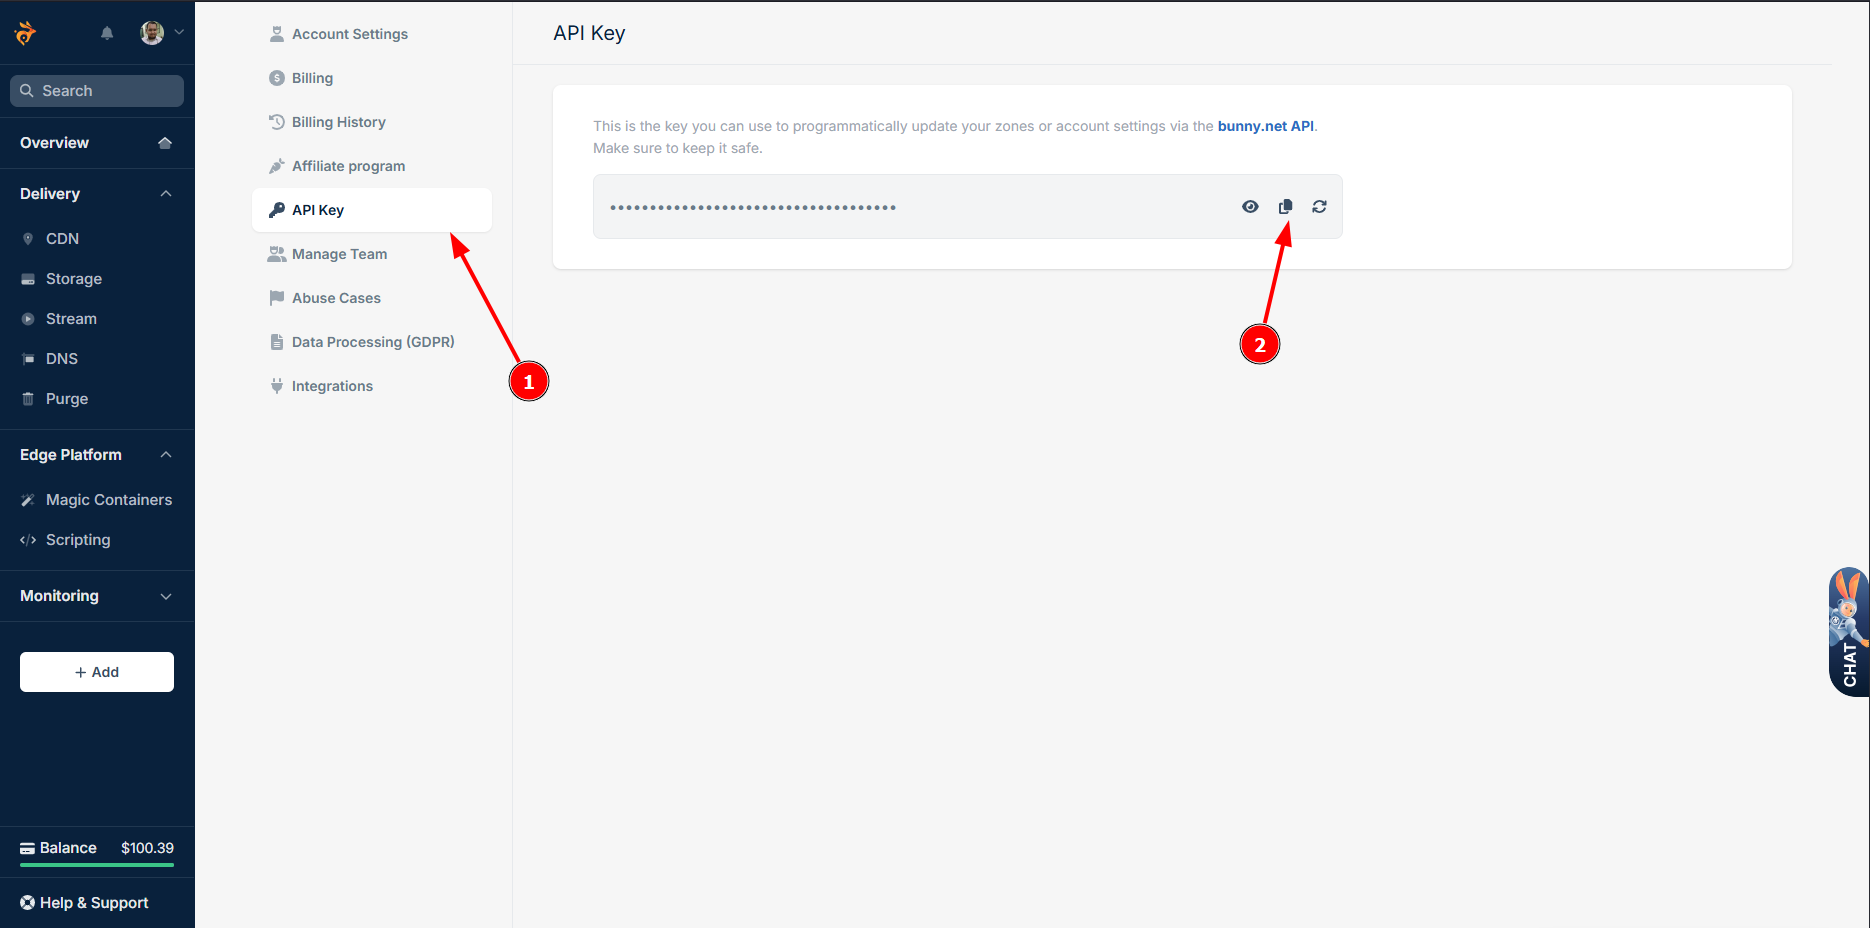 Search
Overview
Delivery
CDN
Storage
Stream
DNS
Purge
Edge Platform
Magic Containers
Scripting
Monitoring
+ Add
Balance $100.39
Help & Support
Account Settings
Billing
Billing History
Affiliate program
API Key
Manage Team
Abuse Cases
Data Processing (GDPR)
Integrations
1
API Key
This is the key you can use to programmatically update your zones or account settings via the bunny.net API.
Make sure to keep it safe.
••••••••••••••••••••••••••••••••••••
2
CHAT